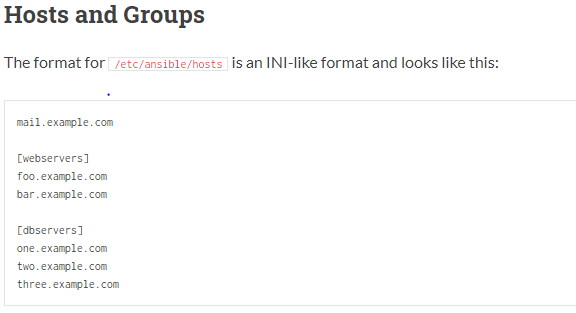 Hosts and Groups
The format for /etc/ansible/hosts is an INI-like format and looks like this:
mail.example.com
[webservers]
foo.example.com
bar.example.com
[dbservers]
one.example.com
two.example.com
three.example.com